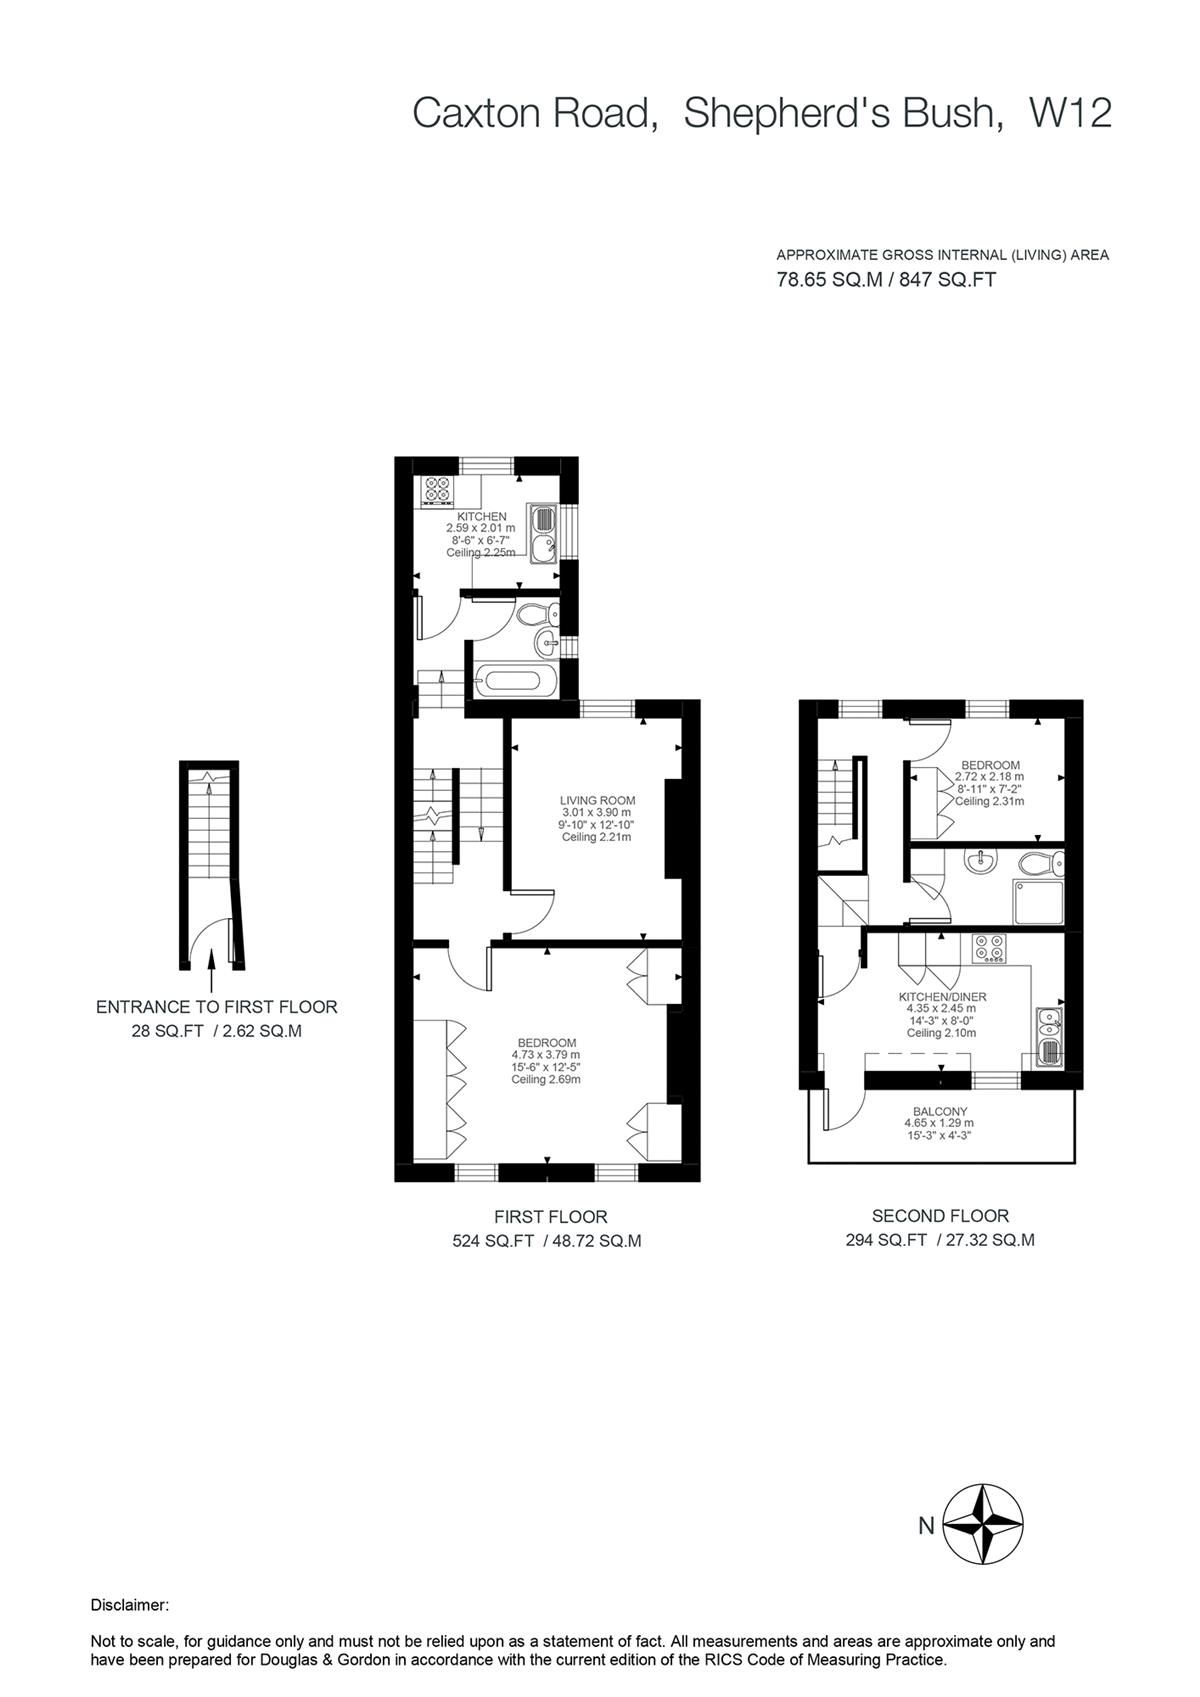 Caxton Road, Shepherd's Bush, W12
APPROXIMATE GROSS INTERNAL (LIVING) AREA
78.65 SQ.M / 847 SQ.FT
KITCHEN
2.59 x 2.01 m
8'-6" x 6'-7"
Ceiling 2.25m
LIVING ROOM
3.01 x 3.90 m
9'-10" x 12'-10"
Ceiling 2.21m
BEDROOM
2.72 x 2.18 m
8'-11" x 7'-2"
Ceiling 2.31m
ENTRANCE TO FIRST FLOOR
28 SQ.FT / 2.62 SQ.M
BEDROOM
4.73 x 3.79 m
15'-6" x 12'-5"
Ceiling 2.69m
KITCHEN/DINER
4.35 x 2.45 m
14'-3" x 8'-0"
Ceiling 2.10m
BALCONY
4.65 x 1.29 m
15'-3" x 4'-3"
FIRST FLOOR
524 SQ.FT / 48.72 SQ.M
SECOND FLOOR
294 SQ.FT / 27.32 SQ.M
N
Disclaimer:
Not to scale, for guidance only and must not be relied upon as a statement of fact. All measurements and areas are approximate only and
have been prepared for Douglas & Gordon in accordance with the current edition of the RICS Code of Measuring Practice.